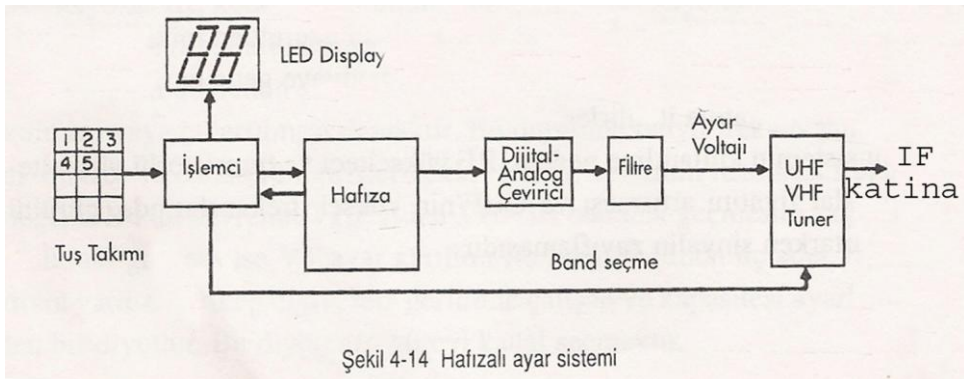 88
LED Display
1 2 3
4 5
Tuş Takımı
İşlemci
Hafıza
Dijital-
Analog
Çevirici
Filtre
Ayar
Voltajı
UHF
VHF
Tuner
IF
katina
Band seçme
Şekil 4-14 Hafızalı ayar sistemi